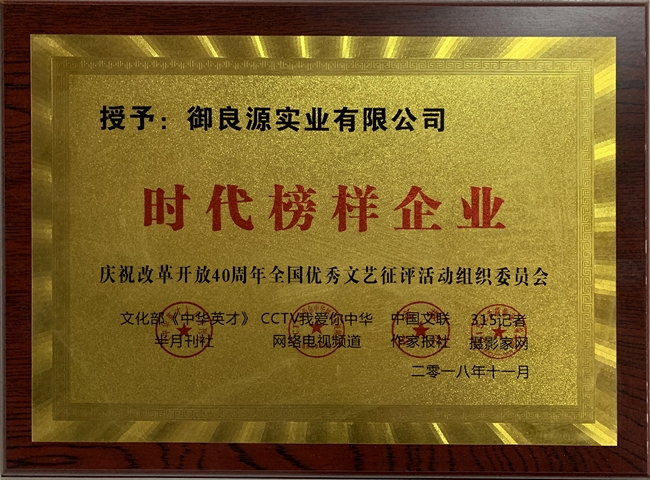 授予：御良源实业有限公司
时代榜样企业
庆祝改革开放40周年全国优秀文艺征评活动组织委员会
文化部《中华英才》 CCTV我爱你中华 中国文联 315记者
半月刊社 网络电视频道 作家报社 摄影家网
二零一八年十一月